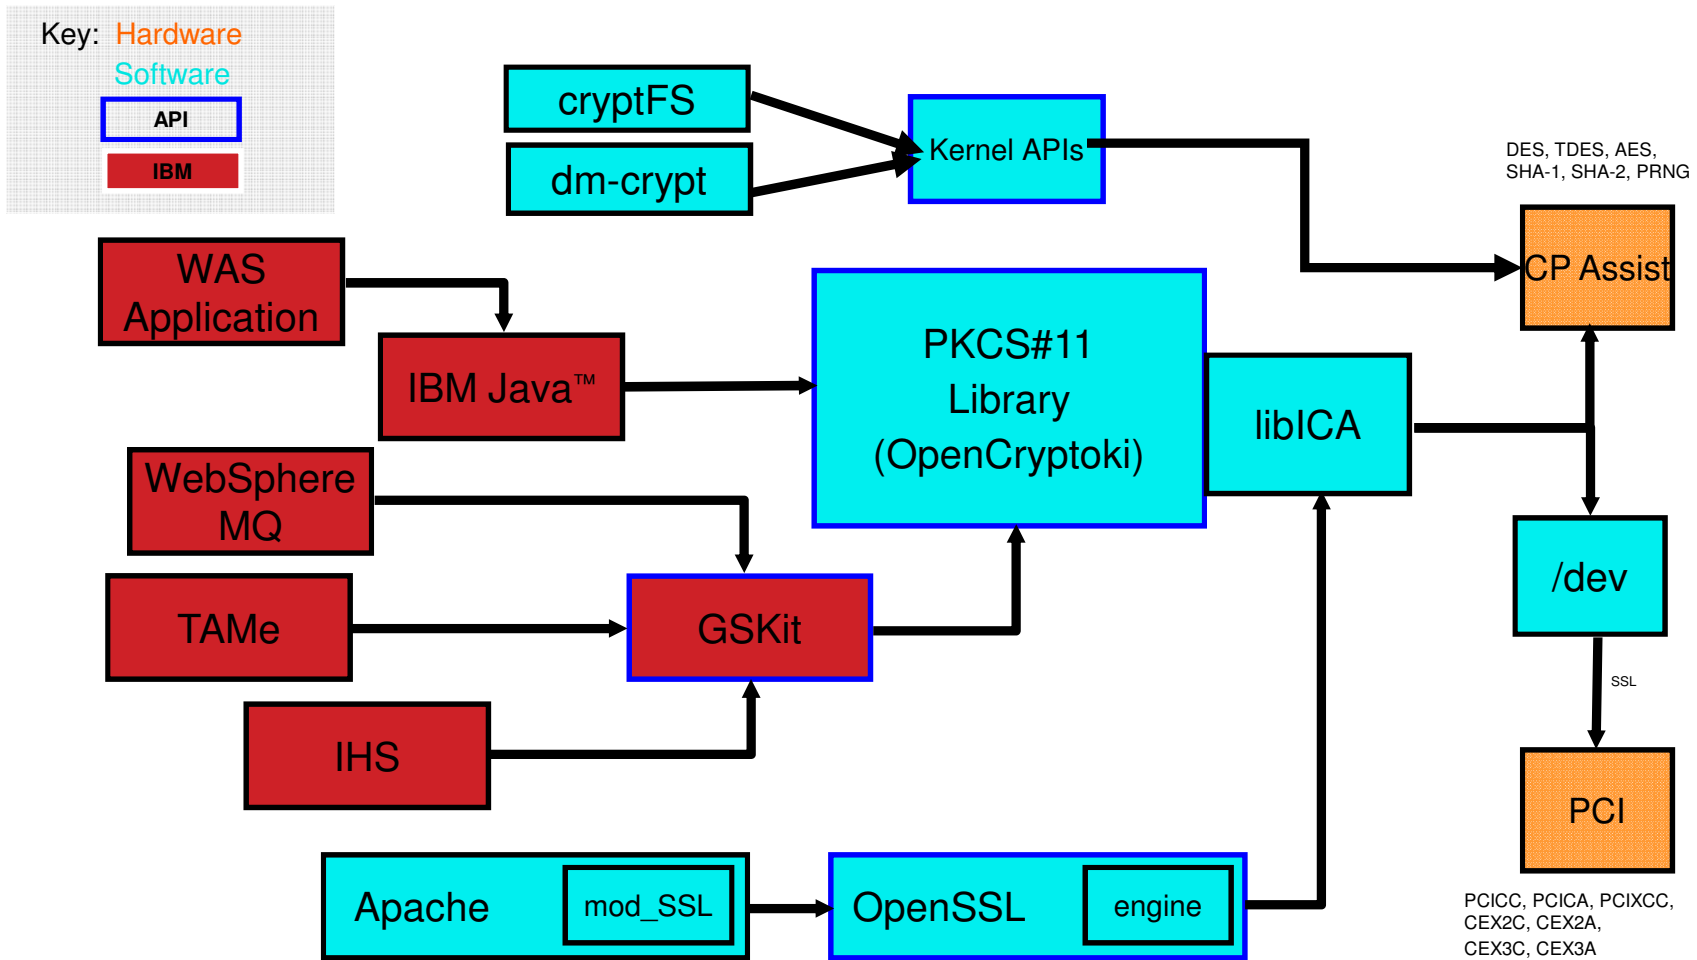 Key: Hardware
Software
API
IBM
cryptFS
dm-crypt
Kernel APIs
DES, TDES, AES,
SHA-1, SHA-2, PRNG
CP Assist
WAS
Application
IBM Java™
PKCS#11
Library
(OpenCryptoki)
libICA
WebSphere
MQ
TAMe
GSKit
/dev
SSL
IHS
PCI
Apache
mod_SSL
OpenSSL
engine
PCICC, PCICA, PCIXCC,
CEX2C, CEX2A,
CEX3C, CEX3A